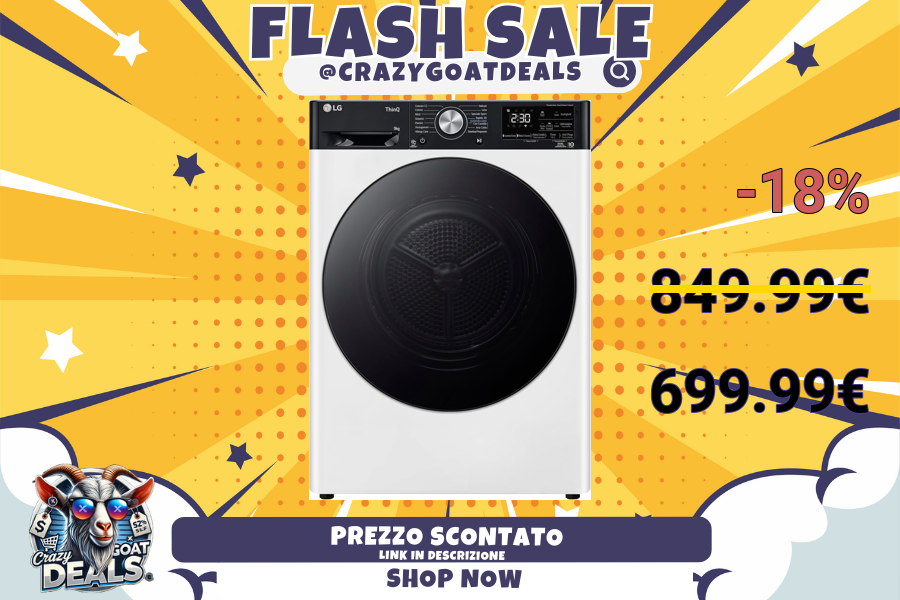 FLASH SALE
@CRAZYGOATDEALS
LG
ThinQ
2:30
-18%
849.99€
699.99€
$
52%
Crazy
GOAT
DEALS
PREZZO SCONTATO
LINK IN DESCRIZIONE
SHOP NOW